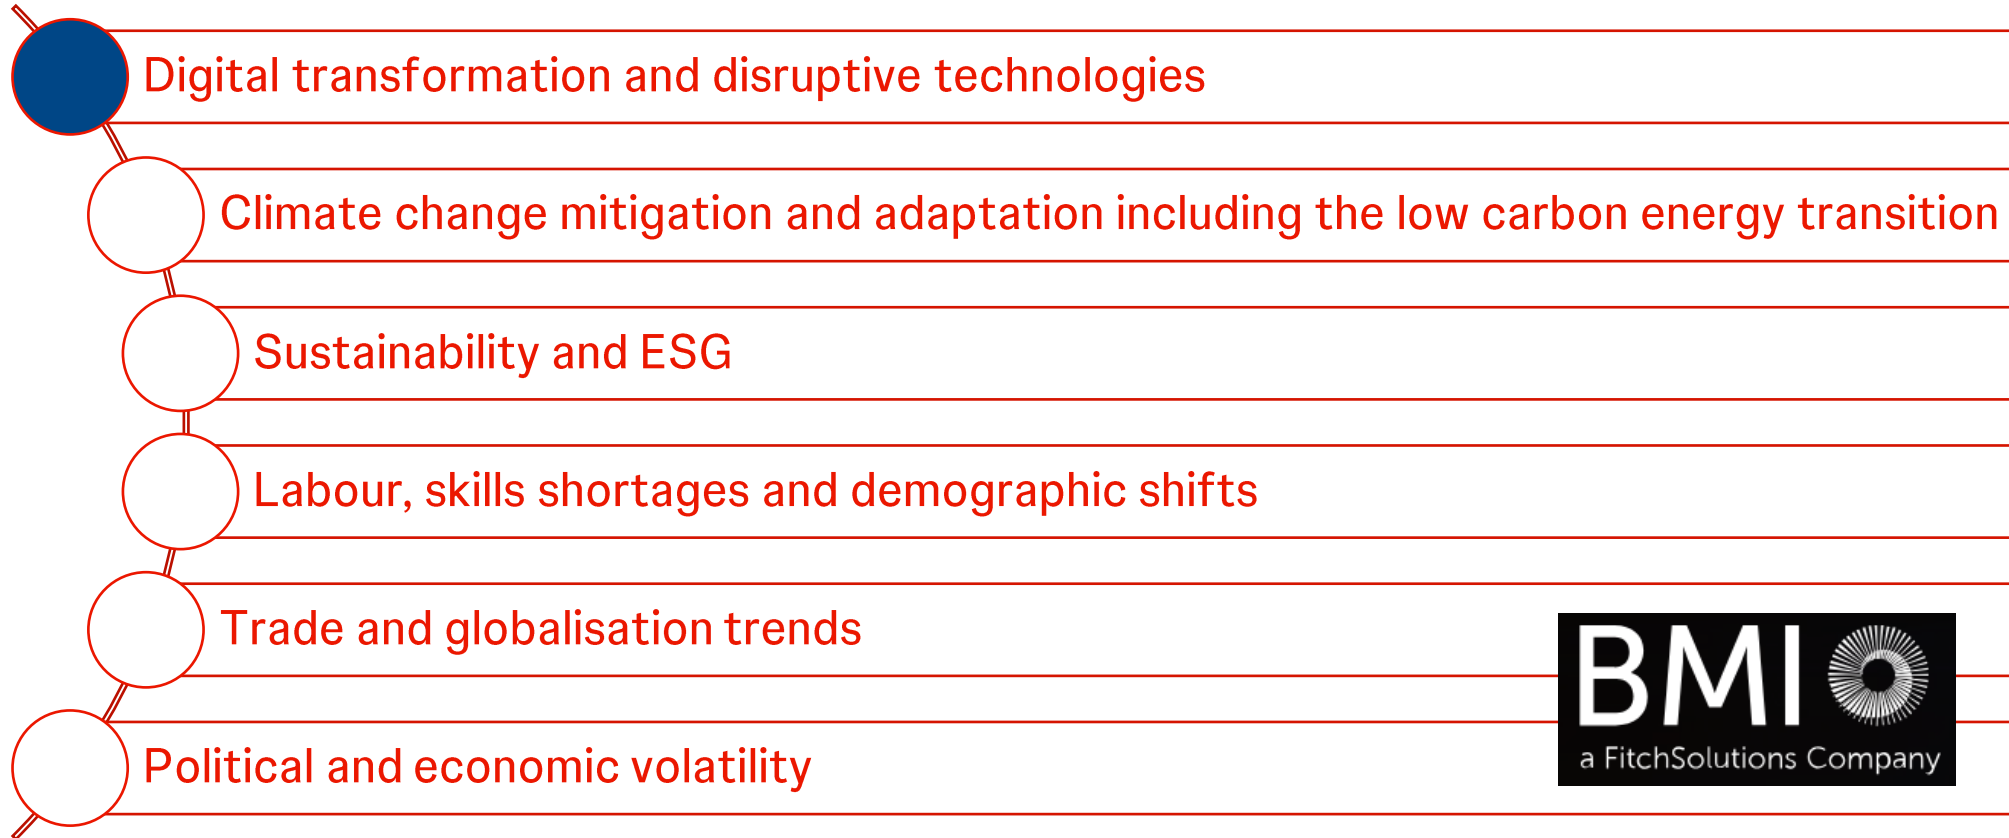 Digital transformation and disruptive technologies
Climate change mitigation and adaptation including the low carbon energy transition
Sustainability and ESG
Labour, skills shortages and demographic shifts
Trade and globalisation trends
Political and economic volatility
BMI
a FitchSolutions Company